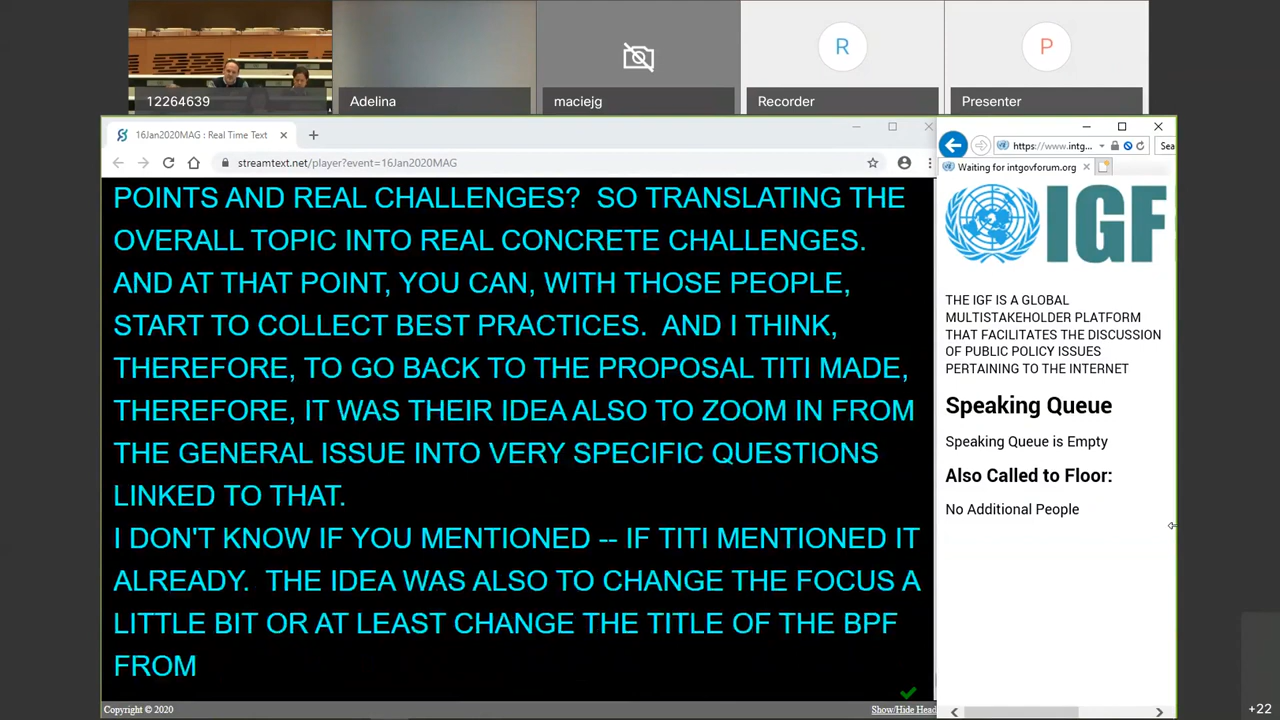 12264639
Adelina
maciejg
R
Recorder
P
Presenter
16Jan2020MAG : Real Time Text
streamtext.net/player?event=16Jan2020MAG
POINTS AND REAL CHALLENGES?  SO TRANSLATING THE
OVERALL TOPIC INTO REAL CONCRETE CHALLENGES.
AND AT THAT POINT, YOU CAN, WITH THOSE PEOPLE,
START TO COLLECT BEST PRACTICES.  AND I THINK,
THEREFORE, TO GO BACK TO THE PROPOSAL TITI MADE,
THEREFORE, IT WAS THEIR IDEA ALSO TO ZOOM IN FROM
THE GENERAL ISSUE INTO VERY SPECIFIC QUESTIONS
LINKED TO THAT.
I DON'T KNOW IF YOU MENTIONED -- IF TITI MENTIONED IT
ALREADY.  THE IDEA WAS ALSO TO CHANGE THE FOCUS A
LITTLE BIT OR AT LEAST CHANGE THE TITLE OF THE BPF
FROM
Copyright © 2020
Show/Hide Head
https://www.intg...
Sea
Waiting for intgovforum.org
IGF
THE IGF IS A GLOBAL
MULTISTAKEHOLDER PLATFORM
THAT FACILITATES THE DISCUSSION
OF PUBLIC POLICY ISSUES
PERTAINING TO THE INTERNET
Speaking Queue
Speaking Queue is Empty
Also Called to Floor:
No Additional People
+22